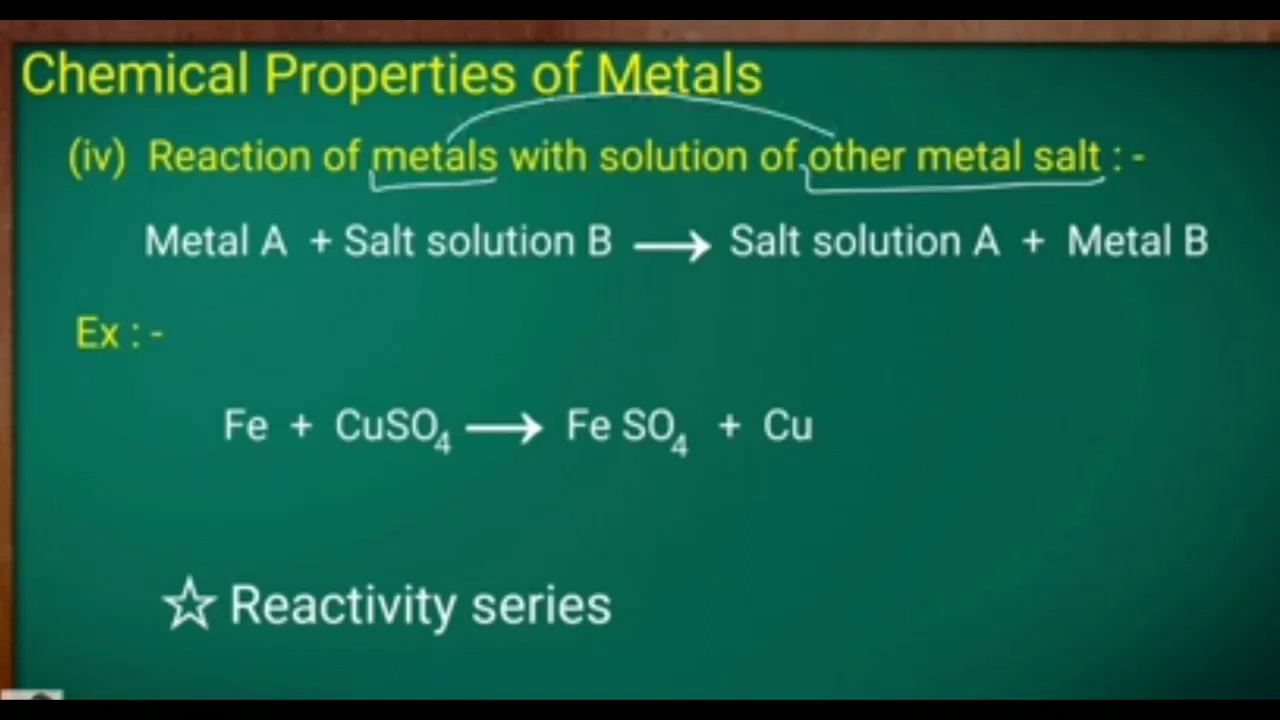 Chemical Properties of Metals
(iv) Reaction of metals with solution of other metal salt : -
Metal A + Salt solution B → Salt solution A + Metal B
Ex : -
Fe + CuSO₄ → Fe SO₄ + Cu
☆ Reactivity series